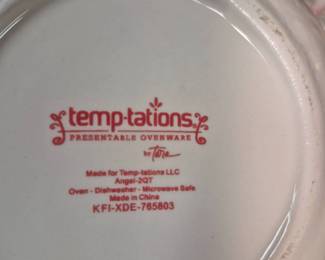 temp-tations
PRESENTABLE OVENWARE
by Tara
Made for Temp-tations LLC
Angel-2QT
Oven - Dishwasher - Microwave Safe
Made in China
KFI-XDE-765803